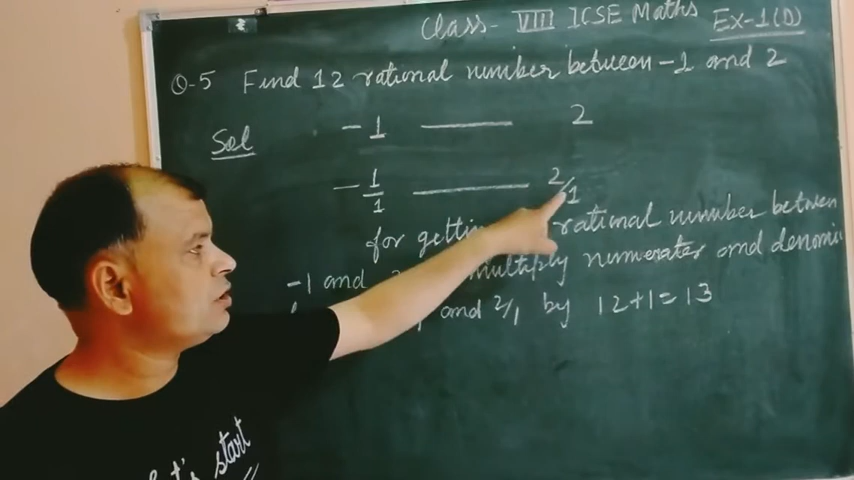 Class- VIII ICSE Maths Ex-1(D)
Q-5 Find 12 rational number between -1 and 2
Sol -1 —— 2
-1/1 —— 2/1
for getting rational number between
-1 and multiply numerator and denomi
and 2/1 by 12+1=13
let's start